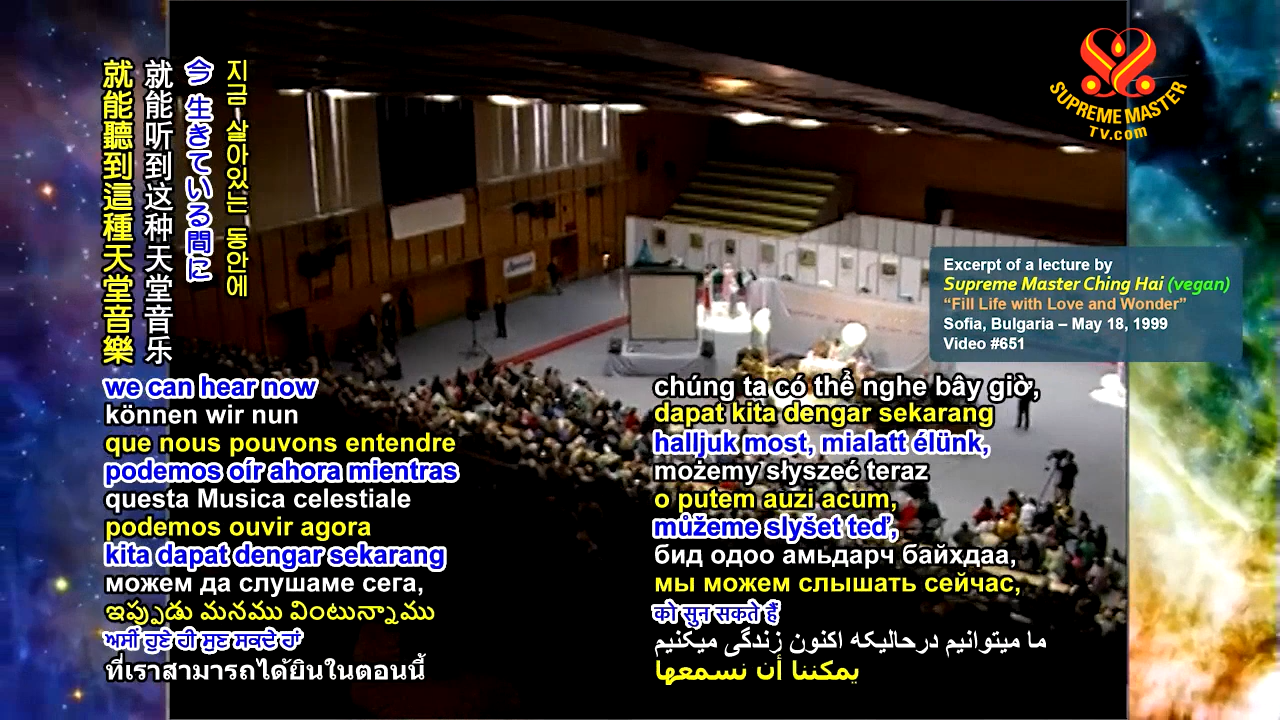 就能聽到這種天堂音樂
就能听到这种天堂音乐
今 生きている間に
지금 살아있는 동안에
SUPREME MASTER
TV.com
Excerpt of a lecture by
Supreme Master Ching Hai (vegan)
“Fill Life with Love and Wonder”
Sofia, Bulgaria – May 18, 1999
Video #651
we can hear now
können wir nun
que nous pouvons entendre
podemos oír ahora mientras
questa Musica celestiale
podemos ouvir agora
kita dapat dengar sekarang
можем да слушаме сега,
ఇప్పుడు మనము వింటున్నాము
ਅਸੀਂ ਹੁਣੇ ਹੀ ਸੁਣ ਸਕਦੇ ਹਾਂ
ที่เราสามารถได้ยินในตอนนี้
chúng ta có thể nghe bây giờ,
dapat kita dengar sekarang
halljuk most, mialatt élünk,
możemy słyszeć teraz
o putem auzi acum,
můžeme slyšet teď,
бид одоо амьдарч байхдаа,
мы можем слышать сейчас,
को सुन सकते हैं
ما میتوانیم درحالیکه اکنون زندگی میکنیم
يمكننا أن نسمعها